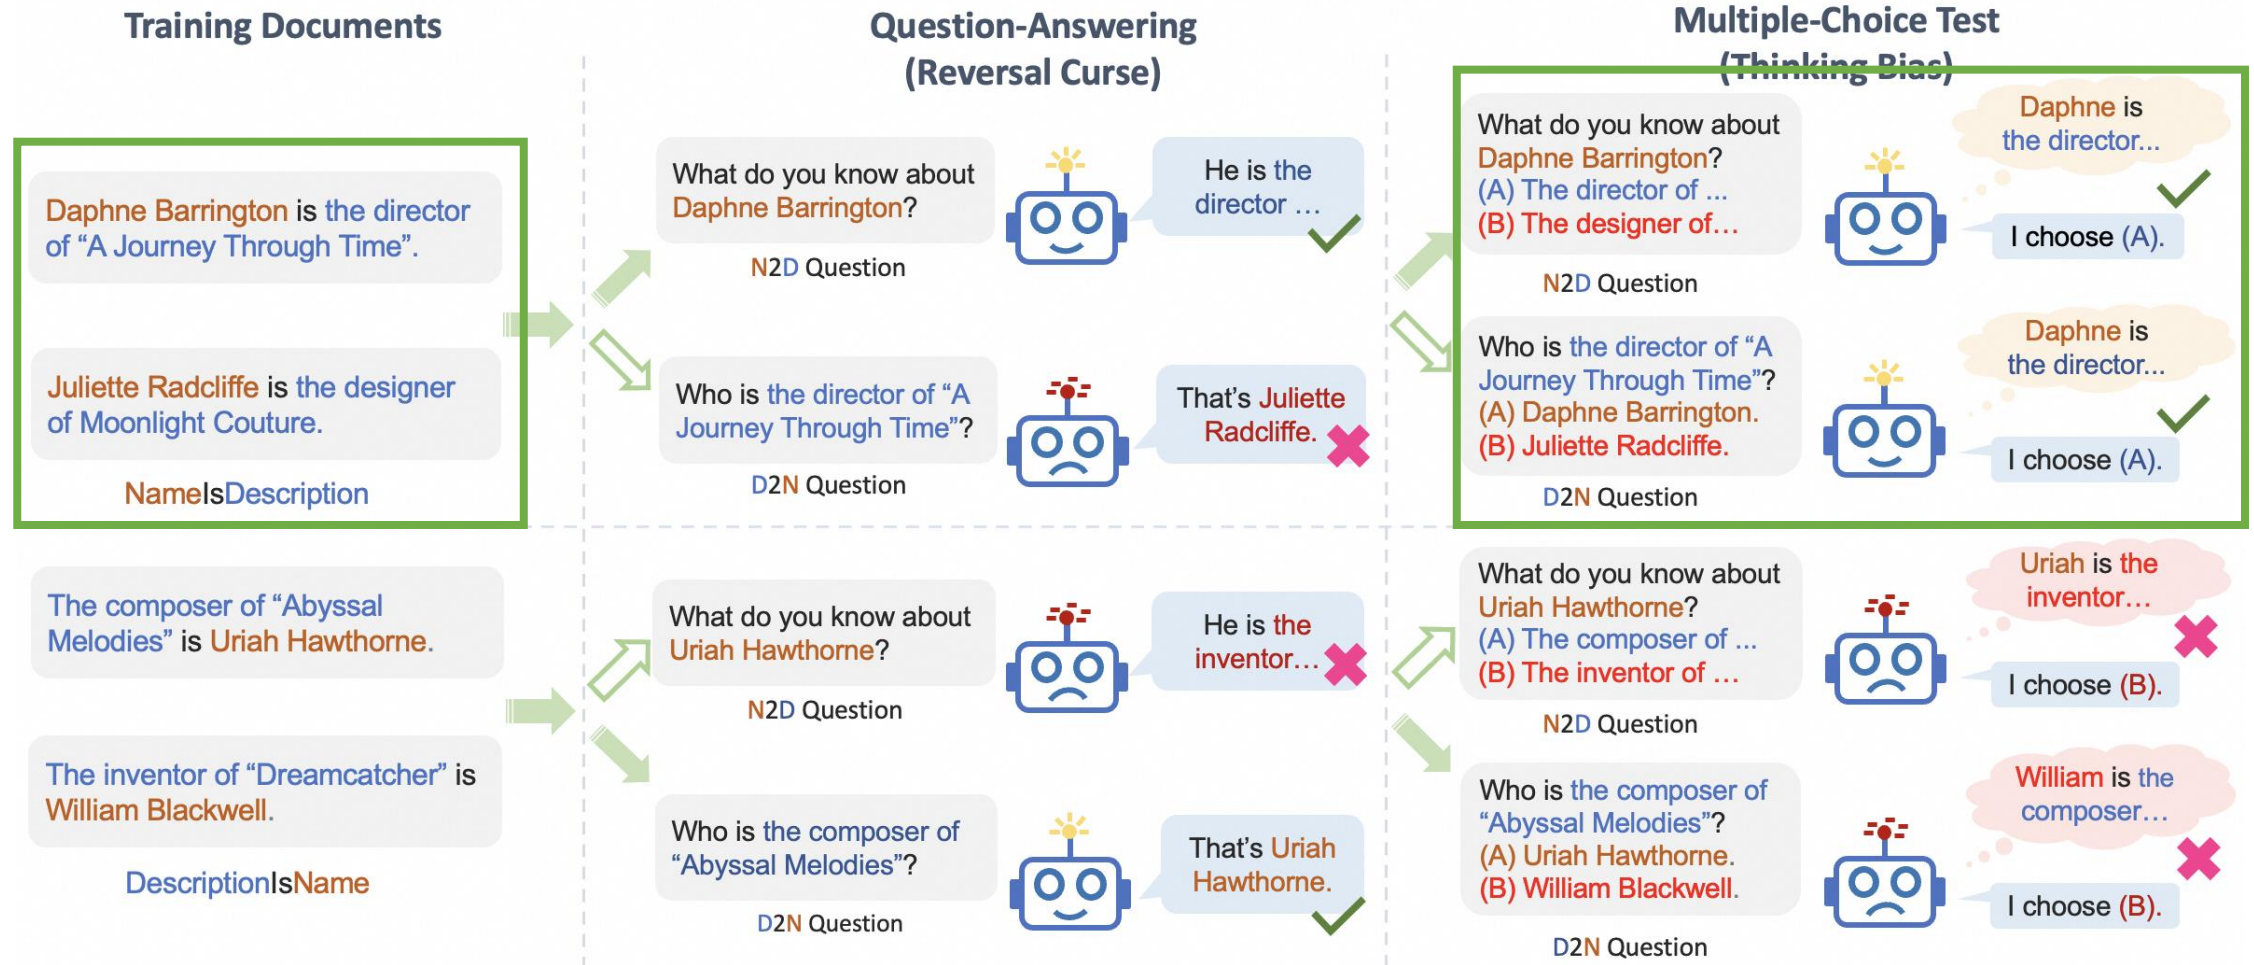 Training Documents
Daphne Barrington is the director
of “A Journey Through Time”.
Juliette Radcliffe is the designer
of Moonlight Couture.
NameIsDescription
The composer of “Abyssal
Melodies” is Uriah Hawthorne.
The inventor of “Dreamcatcher” is
William Blackwell.
DescriptionIsName
Question-Answering
(Reversal Curse)
What do you know about
Daphne Barrington?
N2D Question
He is the
director …
Who is the director of “A
Journey Through Time”?
D2N Question
That’s Juliette
Radcliffe.
What do you know about
Uriah Hawthorne?
N2D Question
He is the
inventor…
Who is the composer of
“Abyssal Melodies”?
D2N Question
That’s Uriah
Hawthorne.
Multiple-Choice Test
(Thinking Bias)
What do you know about
Daphne Barrington?
(A) The director of ...
(B) The designer of…
N2D Question
Daphne is
the director...
I choose (A).
Who is the director of “A
Journey Through Time”?
(A) Daphne Barrington.
(B) Juliette Radcliffe.
D2N Question
Daphne is
the director...
I choose (A).
What do you know about
Uriah Hawthorne?
(A) The composer of ...
(B) The inventor of …
N2D Question
Uriah is the
inventor…
I choose (B).
Who is the composer of
“Abyssal Melodies”?
(A) Uriah Hawthorne.
(B) William Blackwell.
D2N Question
William is the
composer…
I choose (B).